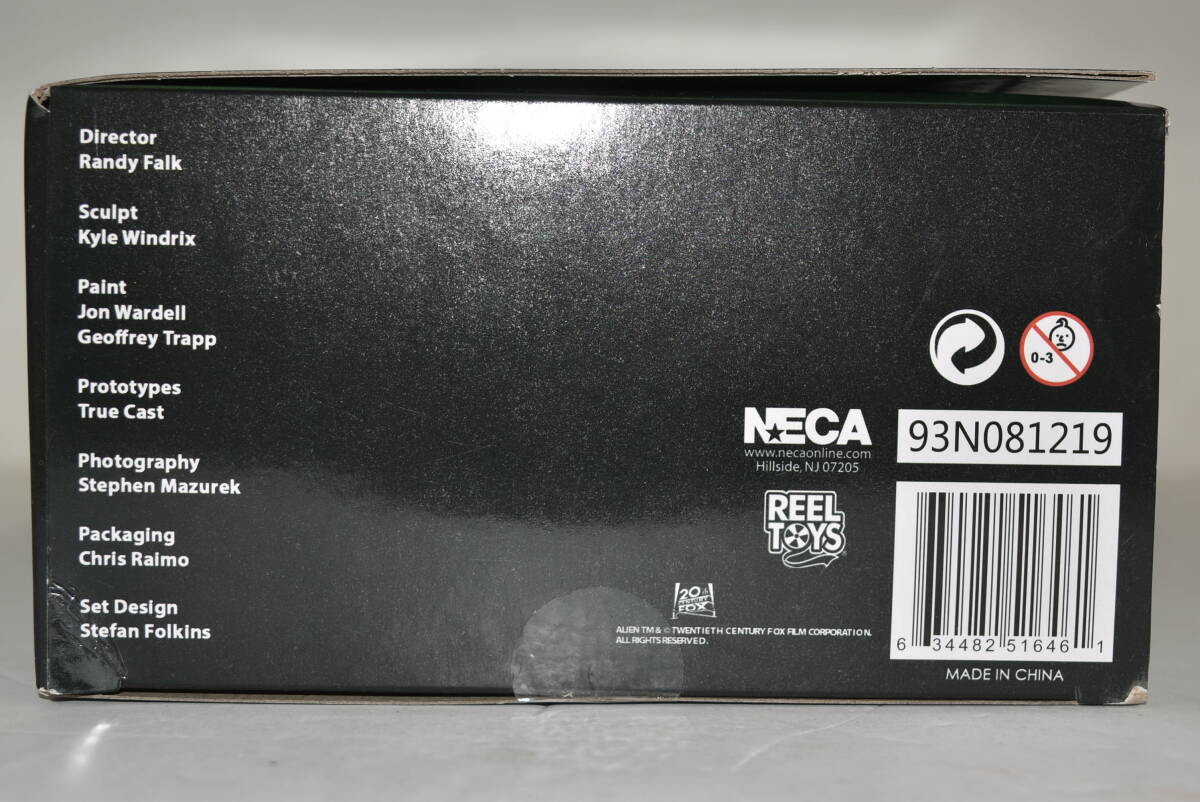 Director
Randy Falk
Sculpt
Kyle Windrix
Paint
Jon Wardell
Geoffrey Trapp
Prototypes
True Cast
Photography
Stephen Mazurek
Packaging
Chris Raimo
Set Design
Stefan Folkins
0-3
NECA
www.necaonline.com
Hillside, NJ 07205
93N081219
REEL
TOYS
20th
CENTURY
FOX
ALIEN TM & © TWENTIETH CENTURY FOX FILM CORPORATION.
ALL RIGHTS RESERVED.
6 34482 51646 1
MADE IN CHINA